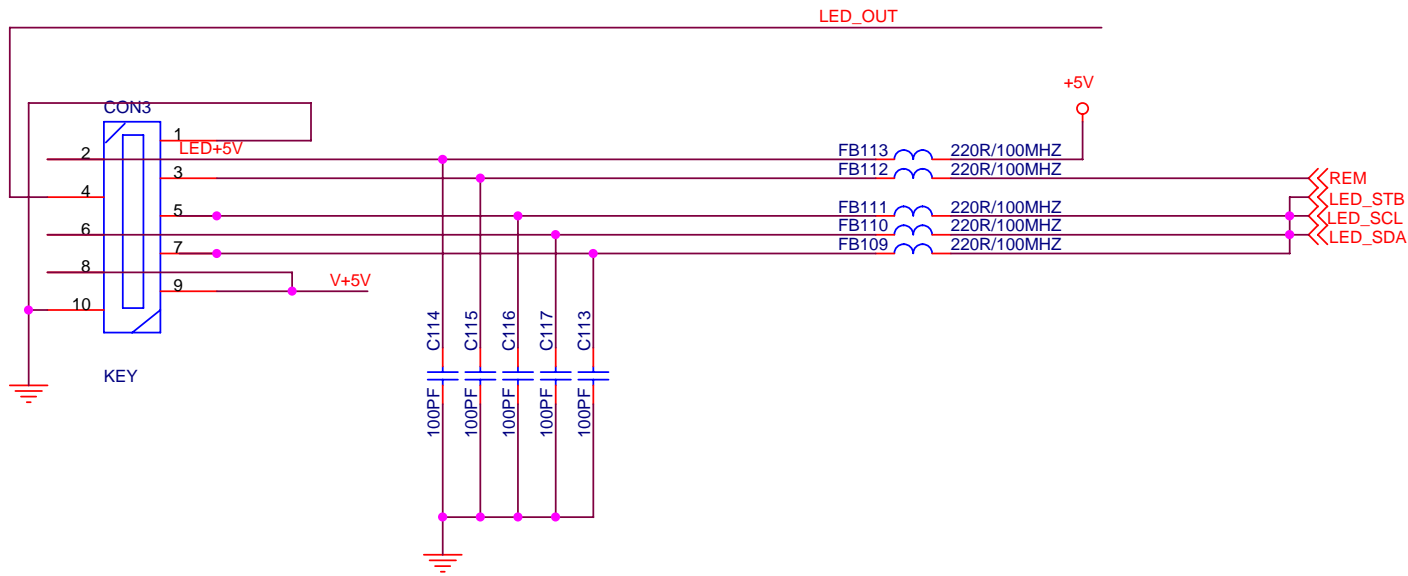 LED_OUT
+5V
CON3
1
LED+5V
2
FB113 220R/100MHZ
3
FB112 220R/100MHZ
REM
4
LED_STB
5
FB111 220R/100MHZ
LED_SCL
6
FB110 220R/100MHZ
LED_SDA
7
FB109 220R/100MHZ
8
9
V+5V
10
C114
C115
C116
C117
C113
KEY
100PF
100PF
100PF
100PF
100PF